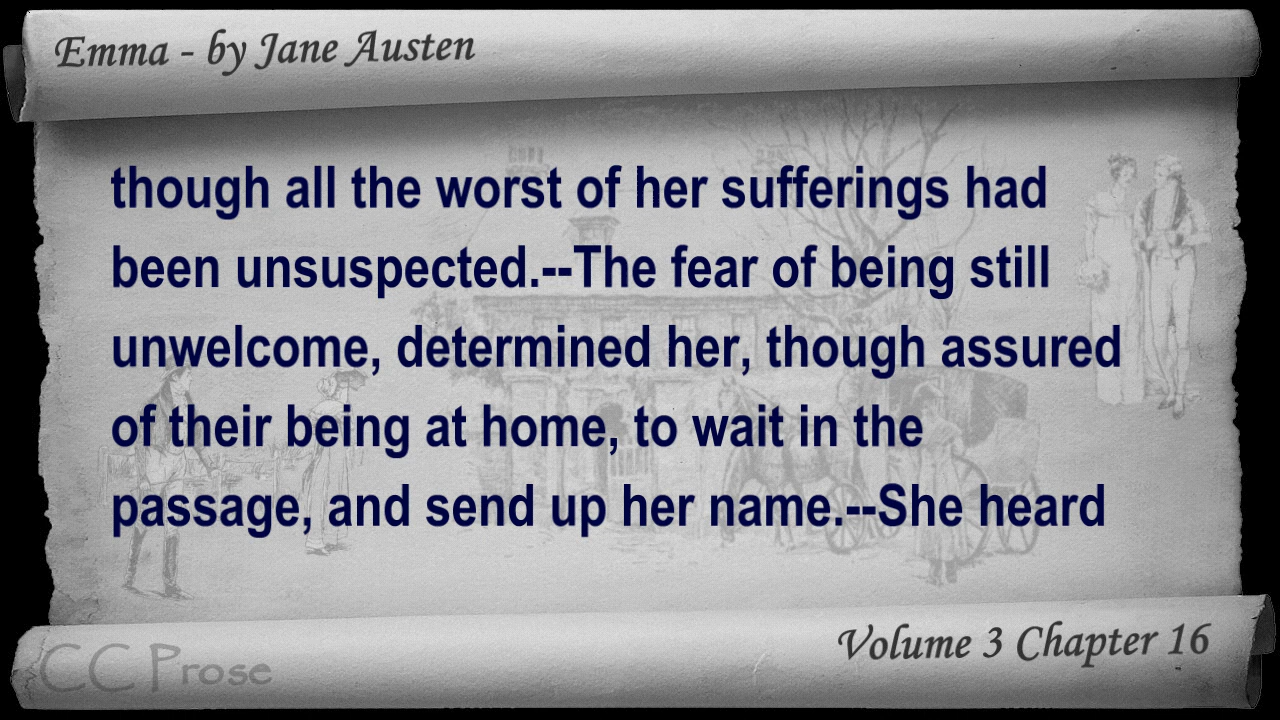 Emma - by Jane Austen
though all the worst of her sufferings had
been unsuspected.--The fear of being still
unwelcome, determined her, though assured
of their being at home, to wait in the
passage, and send up her name.--She heard
Volume 3 Chapter 16
CC Prose